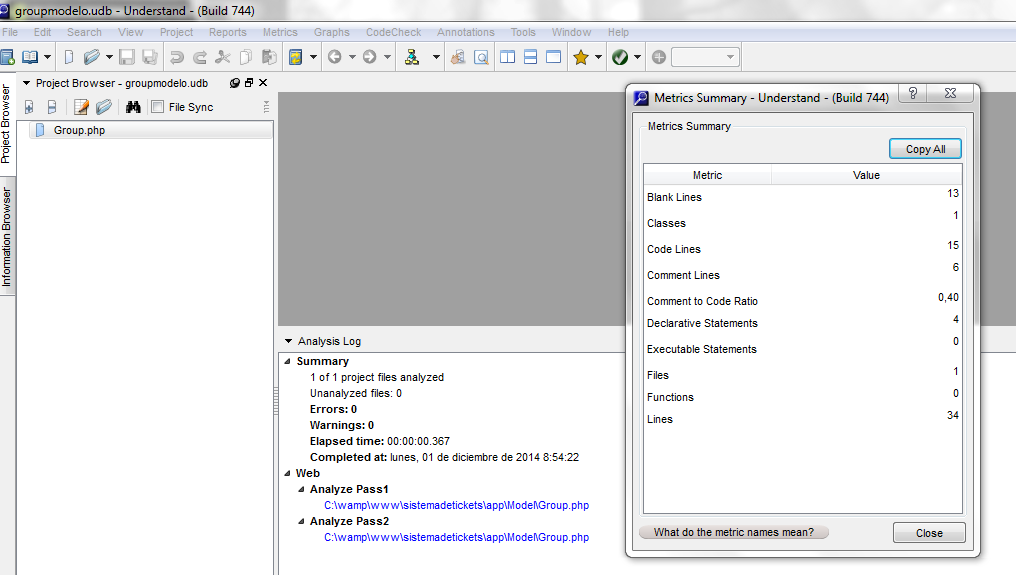 groupmodelo.udb - Understand - (Build 744)
File Edit Search View Project Reports Metrics Graphs CodeCheck Annotations Tools Window Help
Project Browser
Information Browser
Project Browser - groupmodelo.udb
File Sync
Group.php
Analysis Log
Summary
1 of 1 project files analyzed
Unanalyzed files: 0
Errors: 0
Warnings: 0
Elapsed time: 00:00:00.367
Completed at: lunes, 01 de diciembre de 2014 8:54:22
Web
Analyze Pass1
C:\wamp\www\sistemadetickets\app\Model\Group.php
Analyze Pass2
C:\wamp\www\sistemadetickets\app\Model\Group.php
Metrics Summary - Understand - (Build 744)
Metrics Summary
Copy All
Metric Value
Blank Lines 13
Classes 1
Code Lines 15
Comment Lines 6
Comment to Code Ratio 0,40
Declarative Statements 4
Executable Statements 0
Files 1
Functions 0
Lines 34
What do the metric names mean?
Close